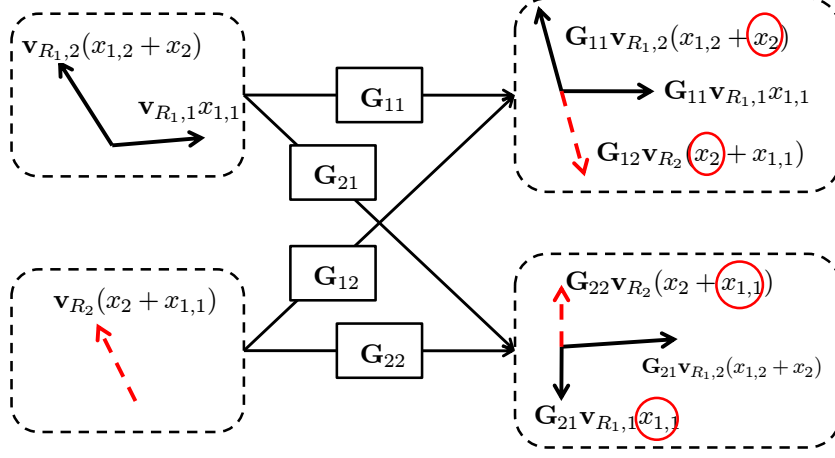 𝐯_{R_1,2}(x_{1,2} + x_2)
𝐯_{R_1,1}x_{1,1}
𝐆_{11}
𝐆_{21}
𝐆_{12}
𝐆_{22}
𝐯_{R_2}(x_2 + x_{1,1})
𝐆_{11}𝐯_{R_1,2}(x_{1,2} + x_2)
𝐆_{11}𝐯_{R_1,1}x_{1,1}
𝐆_{12}𝐯_{R_2}(x_2 + x_{1,1})
𝐆_{22}𝐯_{R_2}(x_2 + x_{1,1})
𝐆_{21}𝐯_{R_1,2}(x_{1,2} + x_2)
𝐆_{21}𝐯_{R_1,1}x_{1,1}